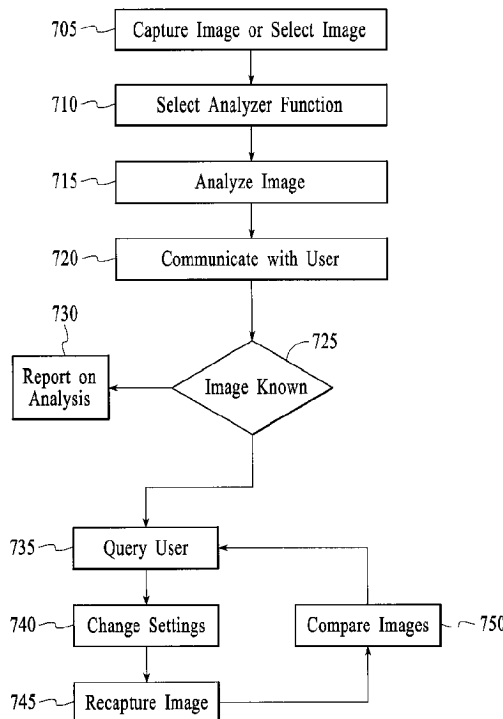 705
Capture Image or Select Image
710
Select Analyzer Function
715
Analyze Image
720
Communicate with User
730
725
Report on
Analysis
Image Known
735
Query User
740
Change Settings
Compare Images
750
745
Recapture Image